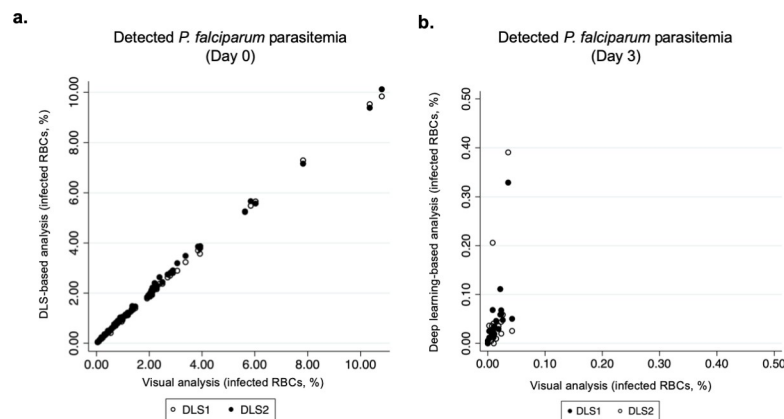 a.
Detected P. falciparum parasitemia
(Day 0)
DLS-based analysis (infected RBCs, %)
10.00
8.00
6.00
4.00
2.00
0.00
0.00 2.00 4.00 6.00 8.00 10.00
Visual analysis (infected RBCs, %)
DLS1 DLS2
b.
Detected P. falciparum parasitemia
(Day 3)
Deep learning-based analysis (infected RBCs, %)
0.50
0.40
0.30
0.20
0.10
0.00
0.00 0.10 0.20 0.30 0.40 0.50
Visual analysis (infected RBCs, %)
DLS1 DLS2